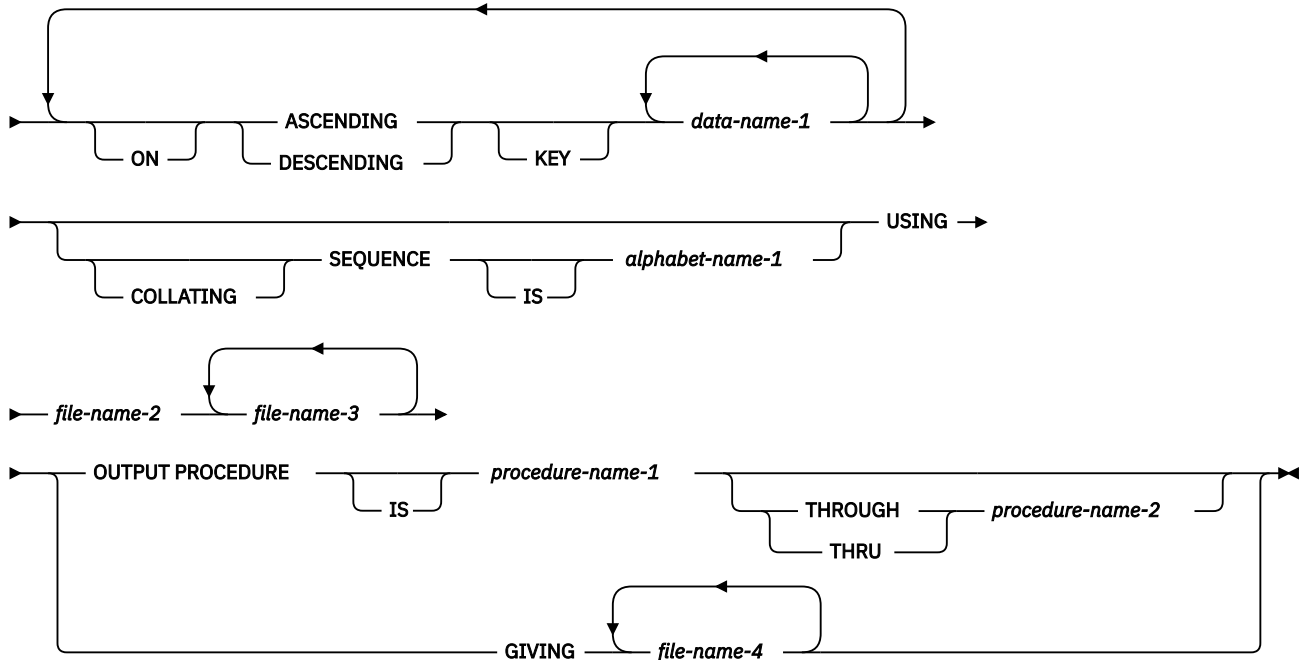 ASCENDING data-name-1
ON DESCENDING KEY
USING
SEQUENCE alphabet-name-1
COLLATING IS
file-name-2 file-name-3
OUTPUT PROCEDURE procedure-name-1
IS THROUGH procedure-name-2
THRU
GIVING file-name-4